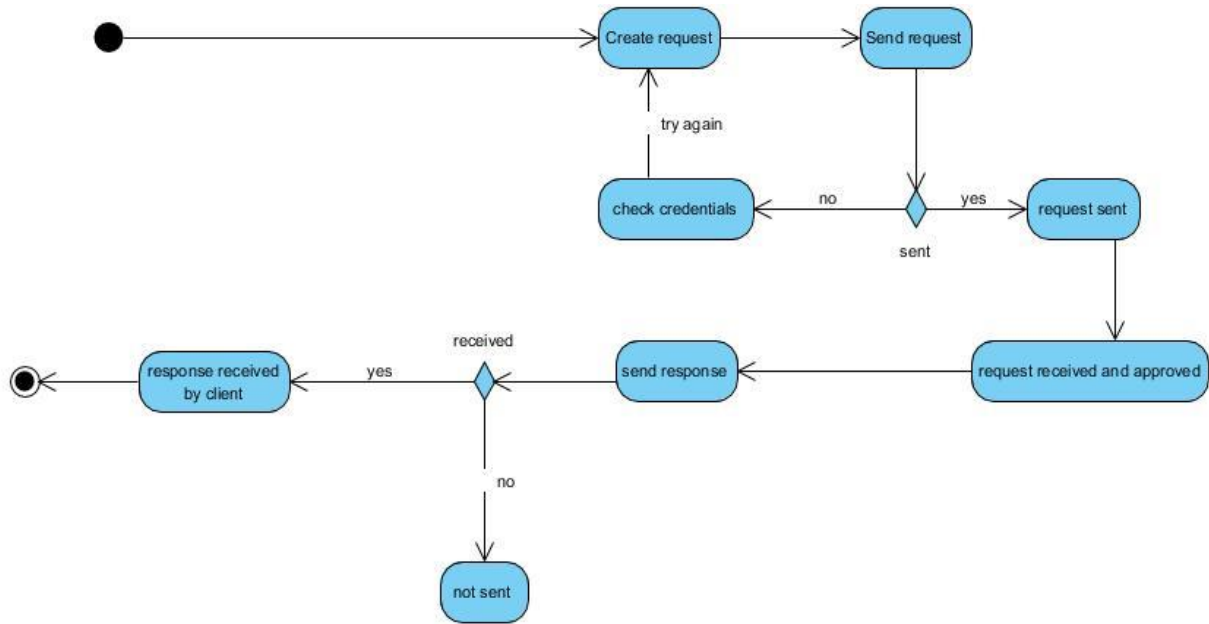 Create request
Send request
try again
check credentials
no
yes
request sent
sent
received
response received
by client
yes
send response
request received and approved
no
not sent